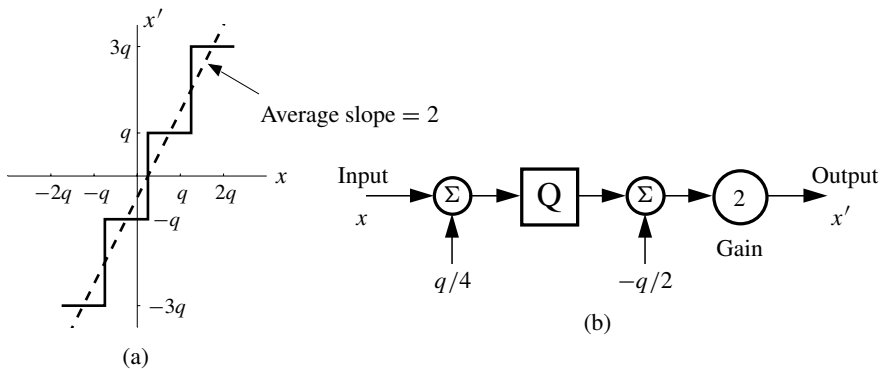 x′
3q
Average slope = 2
q
−2q −q q 2q x
−q
−3q
(a)
Input
x
Σ
q/4
Q
Σ
−q/2
2
Gain
Output
x′
(b)